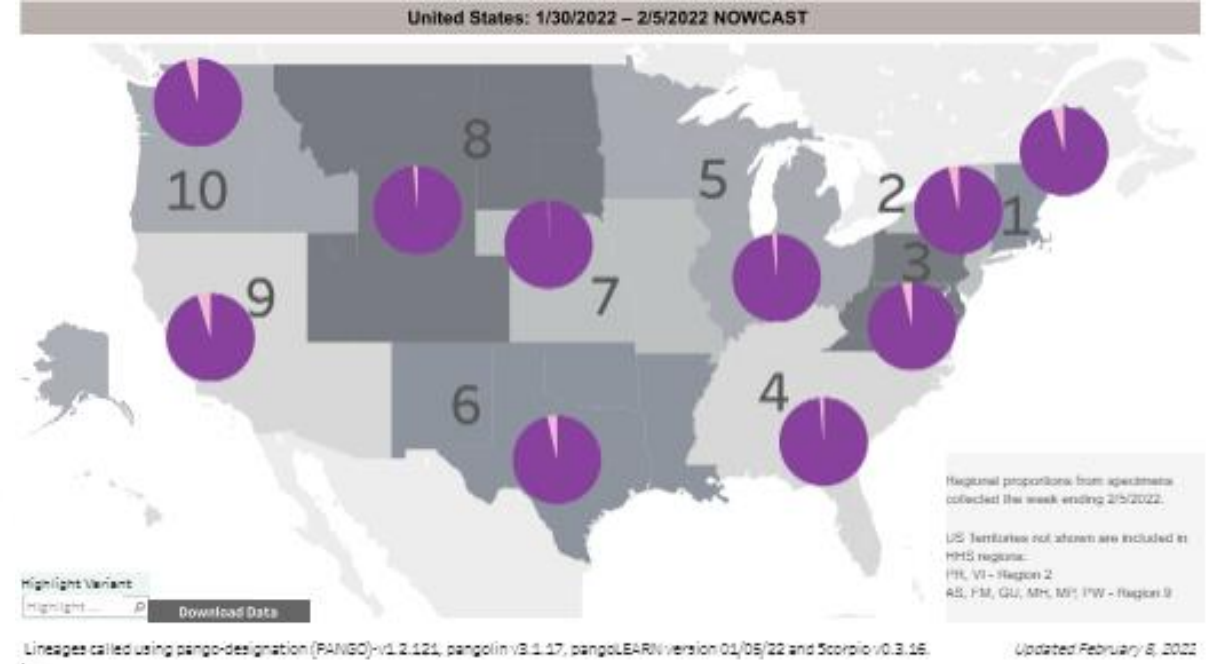 United States: 1/30/2022 – 2/5/2022 NOWCAST
8
5
2
10
1
3
9
7
4
6
Regional proportions from specimens
collected the week ending 2/5/2022.
US Territories not shown are included in
HHS regions:
PR, VI - Region 2
AS, FM, GU, MH, MP, PW - Region 9
Highlight Variant
Highlight ...
Download Data
Lineages called using pango-designation (PANGO)-v1.2.121, pangolin v3.1.17, pangoLEARN version 01/06/22 and Scorpio v0.3.16.
Updated February 8, 2022